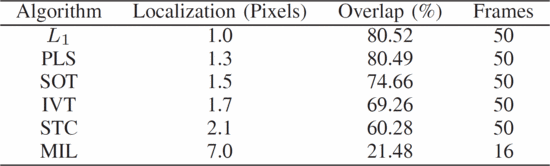 Algorithm Localization (Pixels) Overlap (%) Frames
L1 1.0 80.52 50
PLS 1.3 80.49 50
SOT 1.5 74.66 50
IVT 1.7 69.26 50
STC 2.1 60.28 50
MIL 7.0 21.48 16